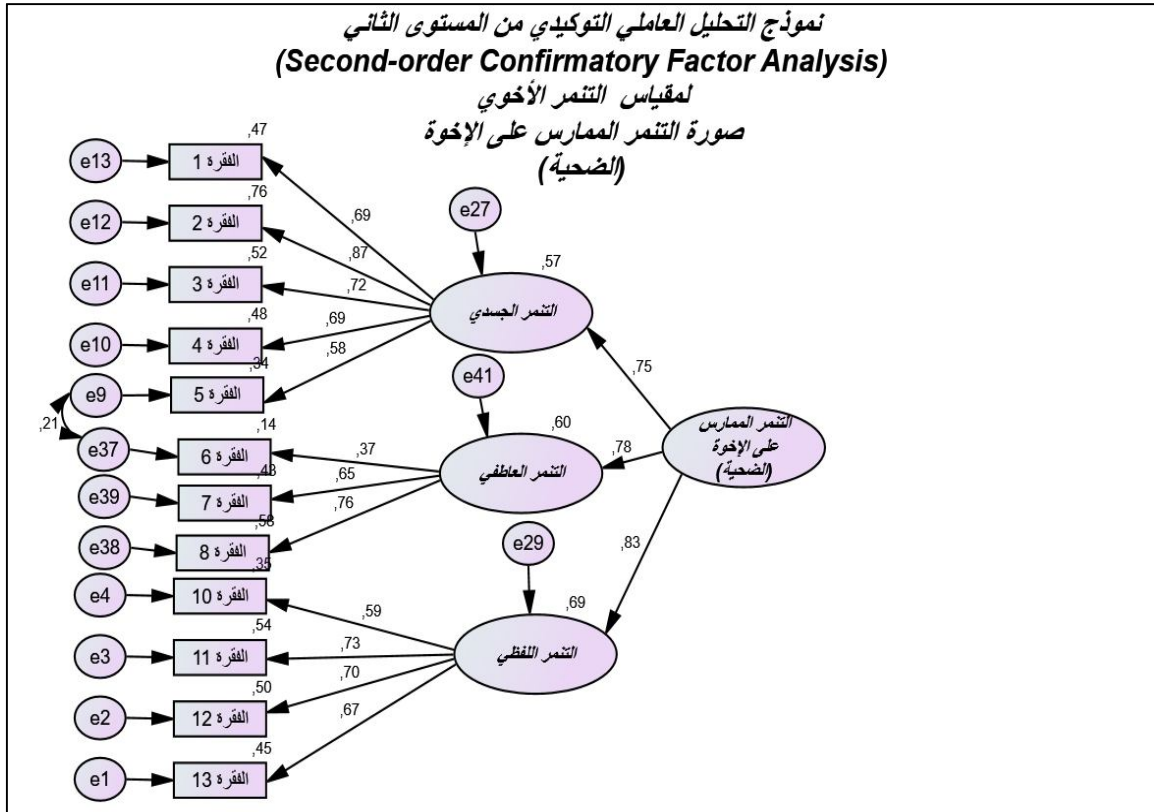 نموذج التحليل العاملي التوكيدي من المستوى الثاني
(Second-order Confirmatory Factor Analysis)
لمقياس التنمر الأخوي
صورة التنمر الممارس على الإخوة
(الضحية)
,47
e13
الفقرة 1
,76
e12
الفقرة 2
,52
e11
الفقرة 3
,48
e10
الفقرة 4
,34
e9
الفقرة 5
,21
,14
e37
الفقرة 6
,43
e39
الفقرة 7
,58
e38
الفقرة 8
,35
e4
الفقرة 10
,54
e3
الفقرة 11
,50
e2
الفقرة 12
,45
e1
الفقرة 13
,69
,87
,72
,69
,58
,37
,65
,76
,59
,73
,70
,67
e27
,57
التنمر الجسدي
e41
,60
التنمر العاطفي
e29
,69
التنمر اللفظي
,75
,78
,83
التنمر الممارس
على الإخوة
(الضحية)